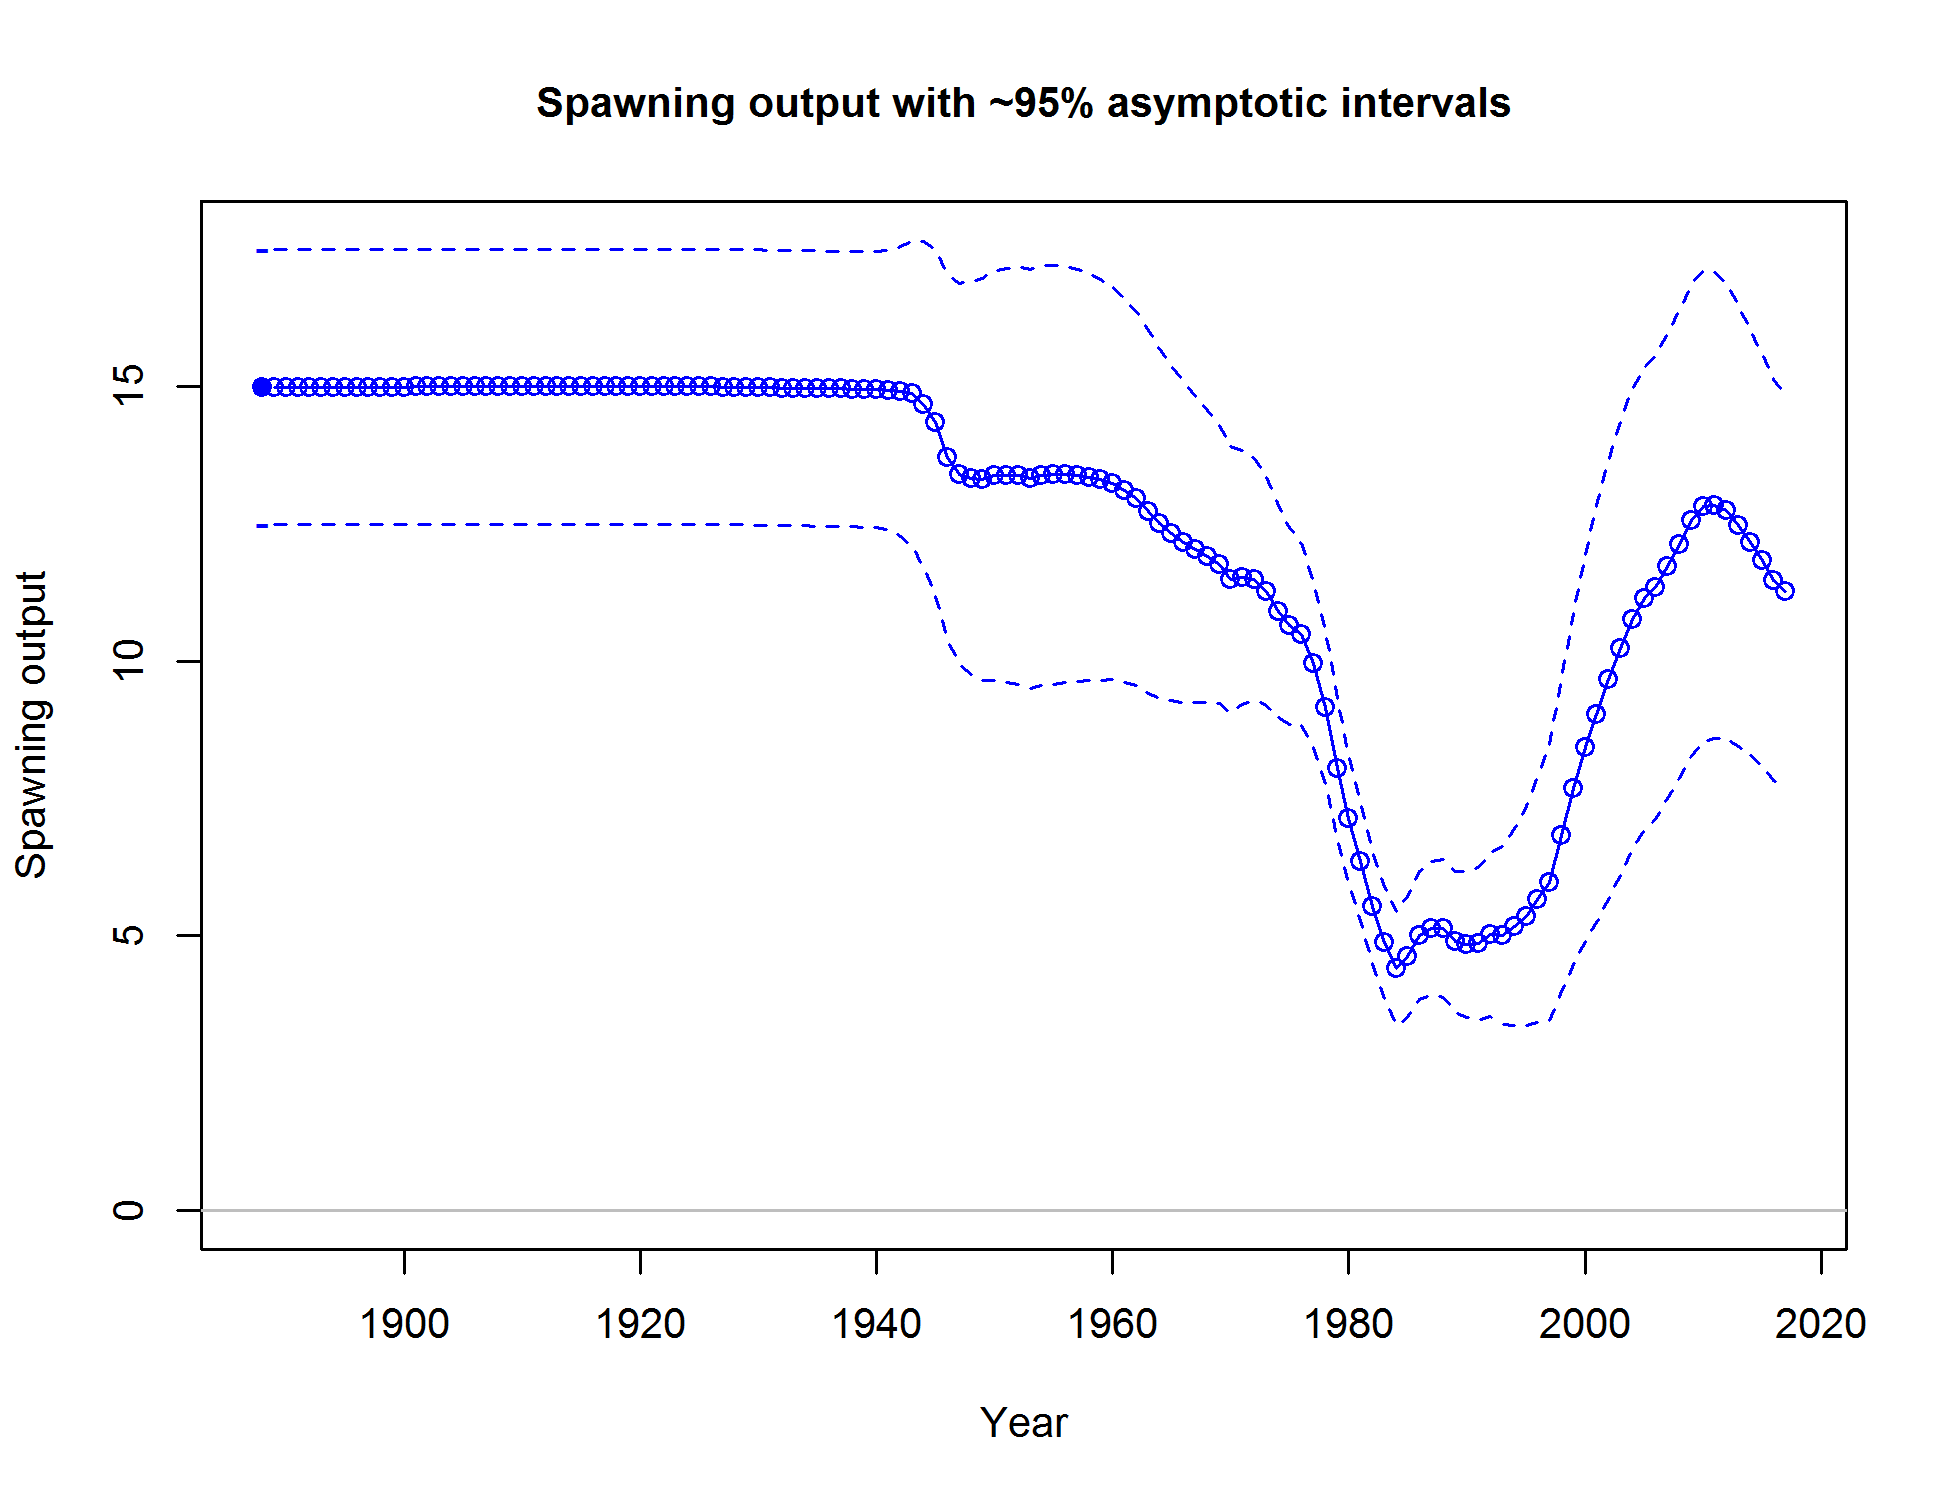 Spawning output with ~95% asymptotic intervals
Spawning output
15
10
5
0
1900 1920 1940 1960 1980 2000 2020
Year